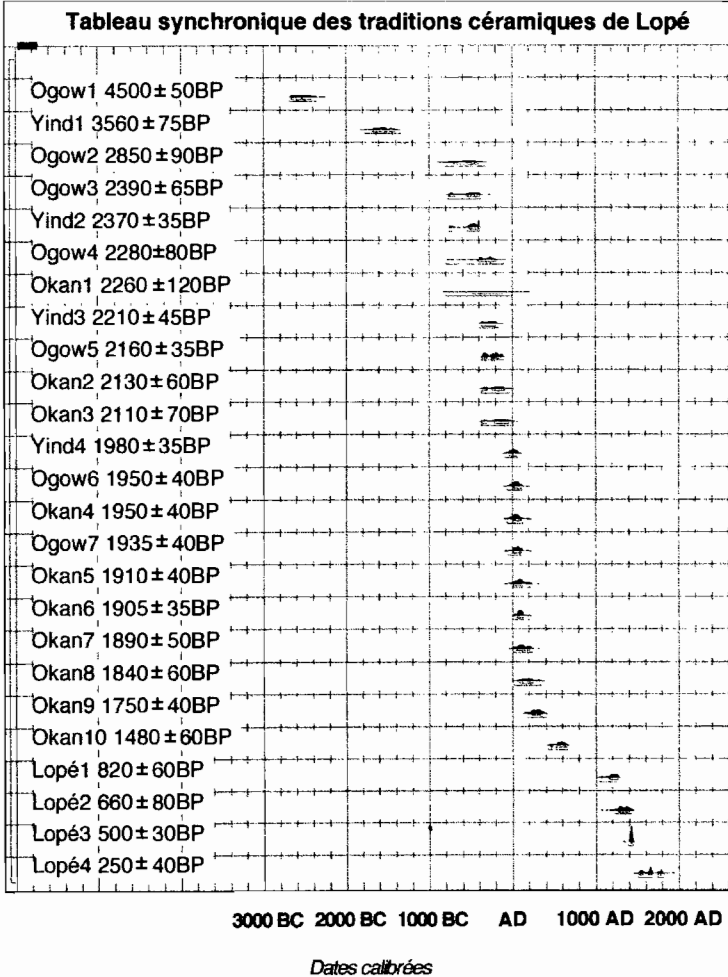 Tableau synchronique des traditions céramiques de Lopé
Ogow1 4500±50BP
Yind1 3560±75BP
Ogow2 2850±90BP
Ogow3 2390±65BP
Yind2 2370±35BP
Ogow4 2280±80BP
Okan1 2260±120BP
Yind3 2210±45BP
Ogow5 2160±35BP
Okan2 2130±60BP
Okan3 2110±70BP
Yind4 1980±35BP
Ogow6 1950±40BP
Okan4 1950±40BP
Ogow7 1935±40BP
Okan5 1910±40BP
Okan6 1905±35BP
Okan7 1890±50BP
Okan8 1840±60BP
Okan9 1750±40BP
Okan10 1480±60BP
Lopé1 820±60BP
Lopé2 660±80BP
Lopé3 500±30BP
Lopé4 250±40BP
3000 BC 2000 BC 1000 BC AD 1000 AD 2000 AD
Dates calibrées